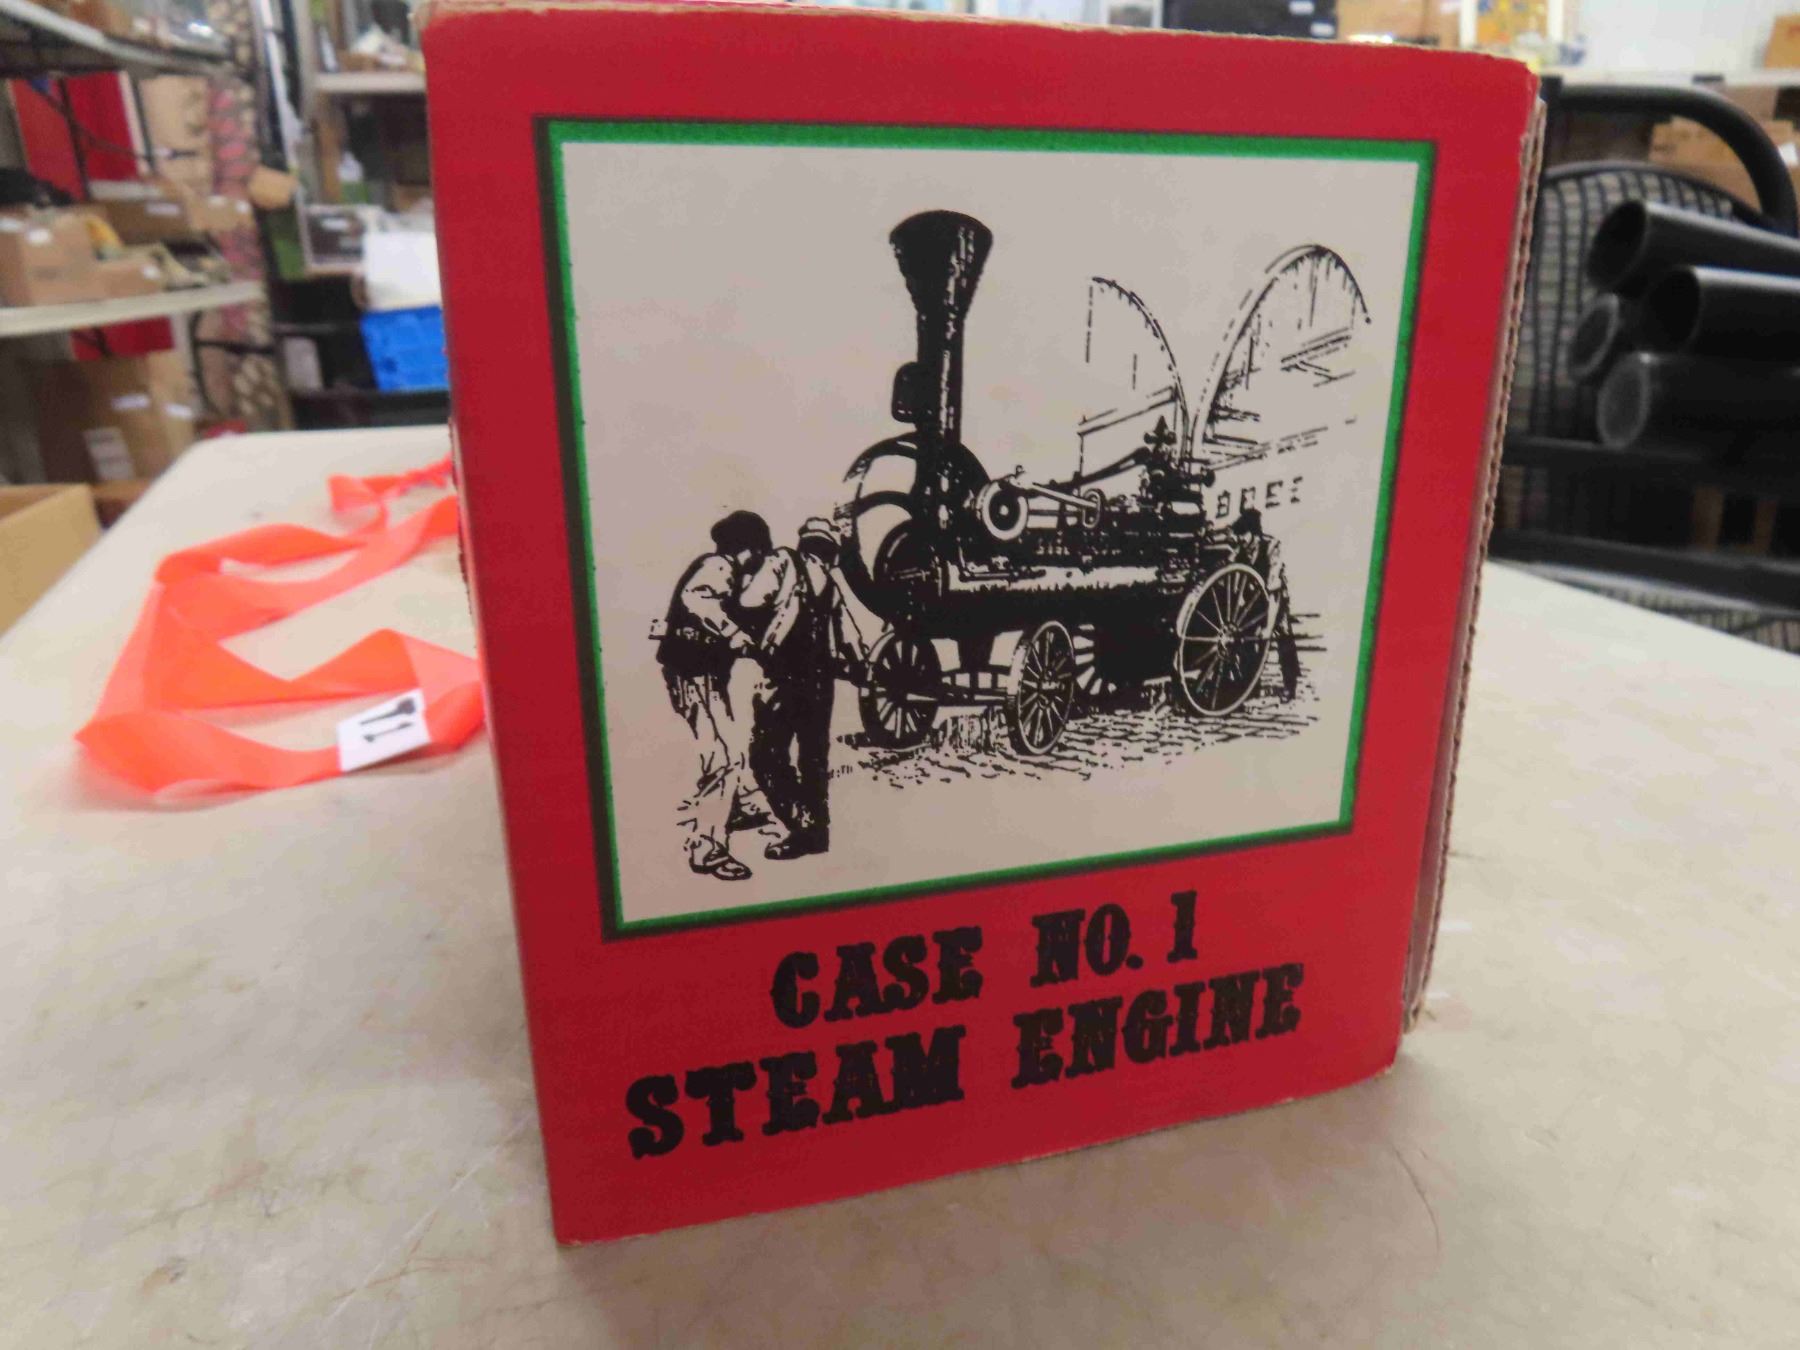 CASE NO. 1
STEAM ENGINE